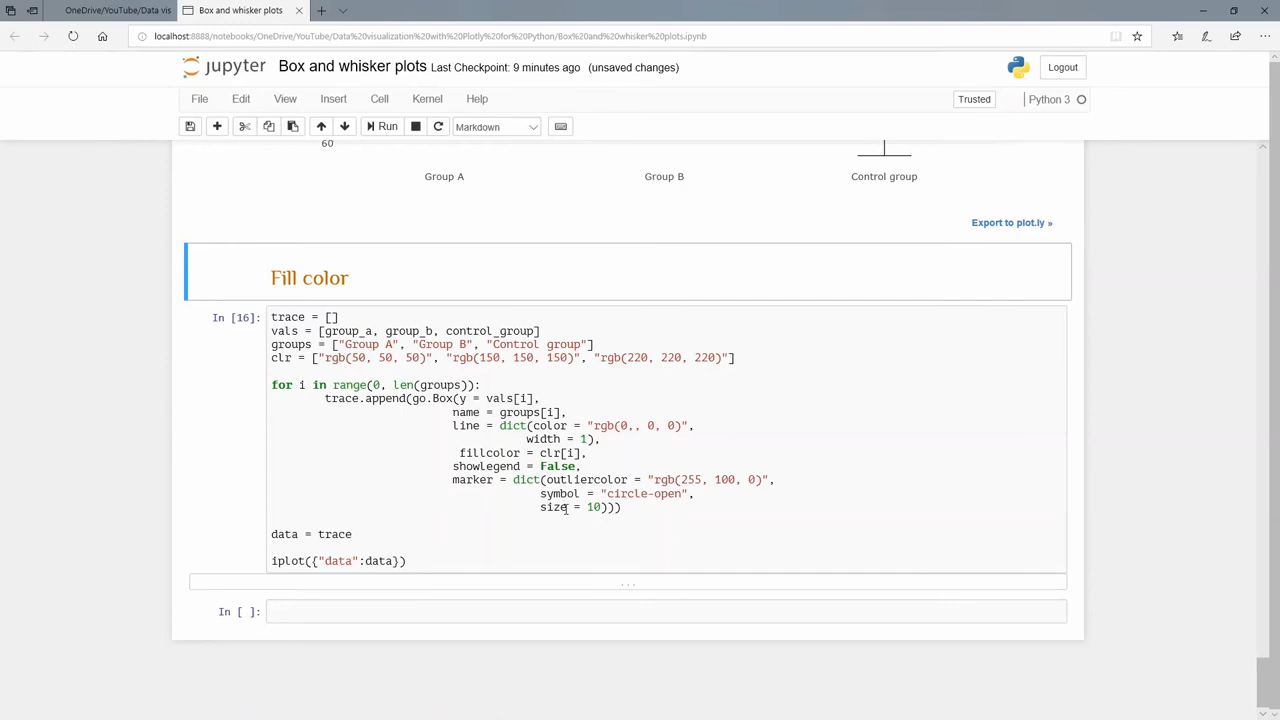 OneDrive/YouTube/Data vis
Box and whisker plots
localhost:8888/notebooks/OneDrive/YouTube/Data%20visualization%20with%20Plotly%20for%20Python/Box%20and%20whisker%20plots.ipynb
jupyter Box and whisker plots Last Checkpoint: 9 minutes ago (unsaved changes) Logout
File Edit View Insert Cell Kernel Help Trusted Python 3
Run Markdown
60
Group A Group B Control group
Export to plot.ly »
Fill color
In [16]: trace = []
vals = [group_a, group_b, control_group]
groups = ["Group A", "Group B", "Control group"]
clr = ["rgb(50, 50, 50)", "rgb(150, 150, 150)", "rgb(220, 220, 220)"]
for i in range(0, len(groups)):
trace.append(go.Box(y = vals[i],
name = groups[i],
line = dict(color = "rgb(0,, 0, 0)",
width = 1),
fillcolor = clr[i],
showlegend = False,
marker = dict(outliercolor = "rgb(255, 100, 0)",
symbol = "circle-open",
size = 10)))
data = trace
iplot({"data":data})
...
In [ ]: